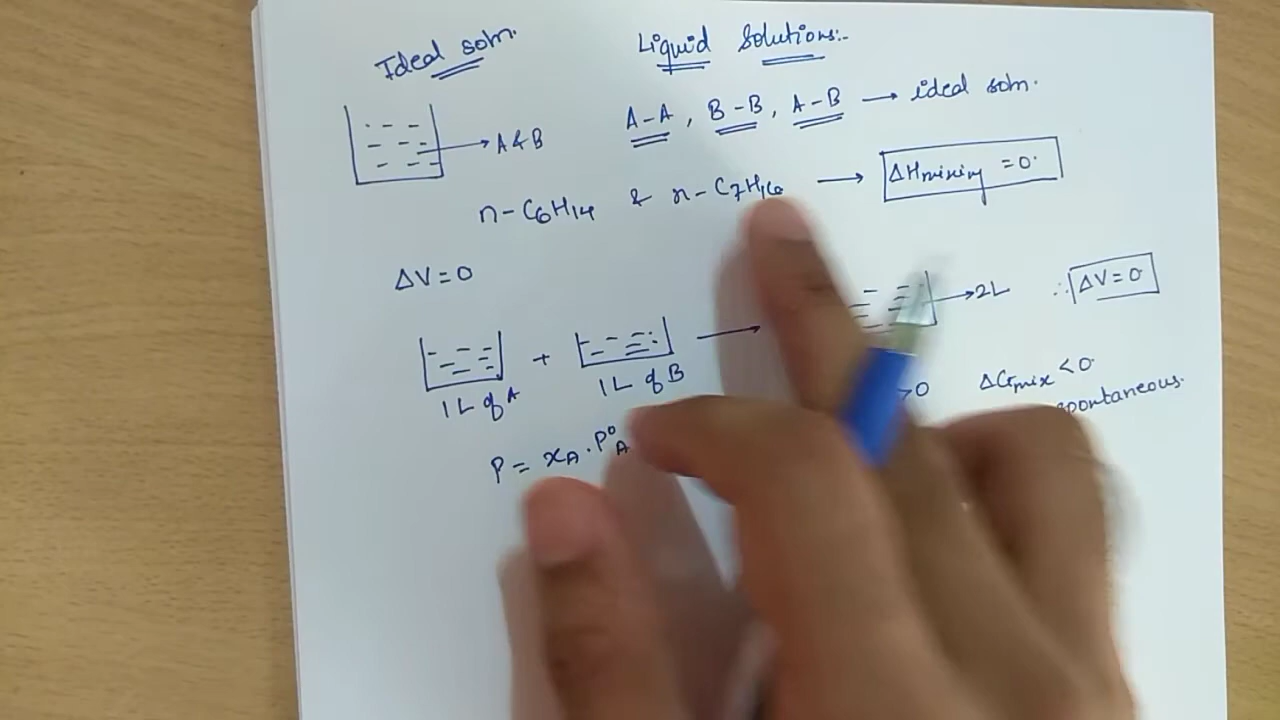 Ideal soln.
Liquid Solutions:-
A-A, B-B, A-B → ideal soln.
→ A & B
n-C6H14 & n-C7H16 → ΔHmixing = 0.
ΔV = 0
→ 2L ∴ ΔV = 0.
+ →
1L of A 1L of B
>0 ΔGmix < 0.
spontaneous.
P = xA . P°A